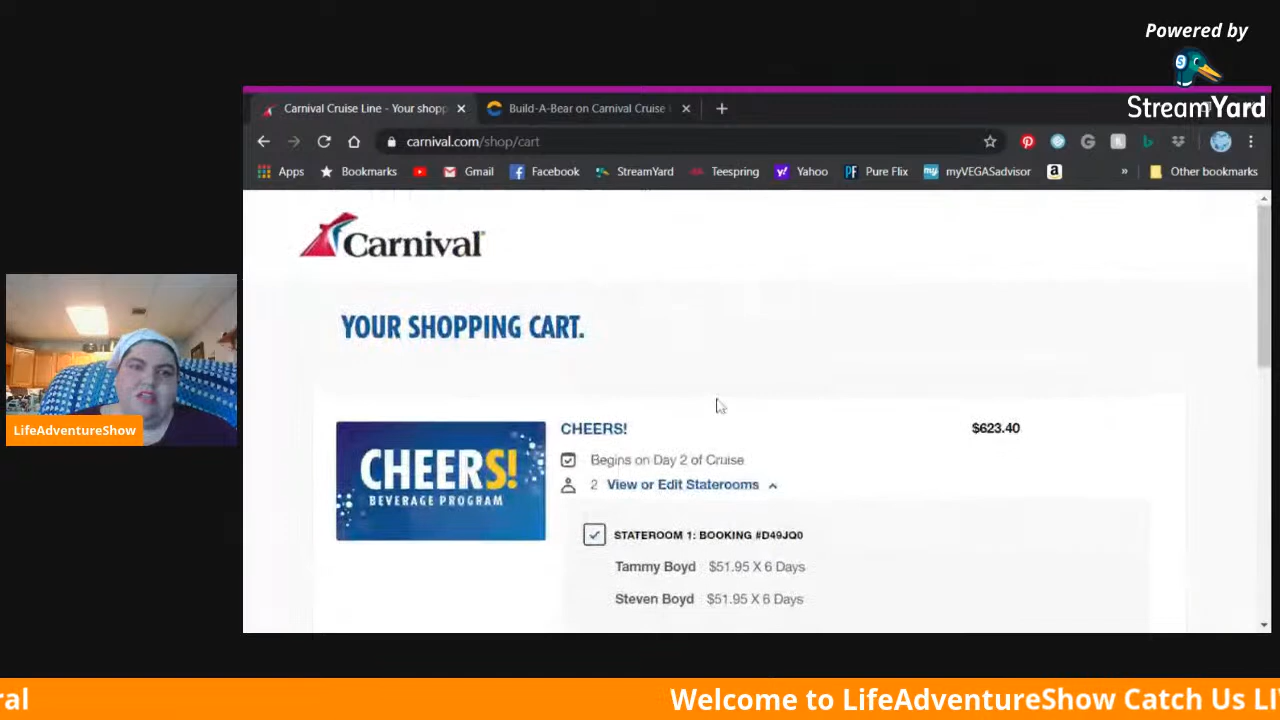 Powered by
StreamYard
Carnival Cruise Line - Your shopp
Build-A-Bear on Carnival Cruise
carnival.com/shop/cart
Apps
Bookmarks
Gmail
Facebook
StreamYard
Teespring
Yahoo
PF Pure Flix
my myVEGASadvisor
a
»
Other bookmarks
Carnival
YOUR SHOPPING CART.
CHEERS!
BEVERAGE PROGRAM
CHEERS!
$623.40
Begins on Day 2 of Cruise
2 View or Edit Staterooms
STATEROOM 1: BOOKING #D49JQ0
Tammy Boyd $51.95 X 6 Days
Steven Boyd $51.95 X 6 Days
LifeAdventureShow
ral
Welcome to LifeAdventureShow Catch Us LI